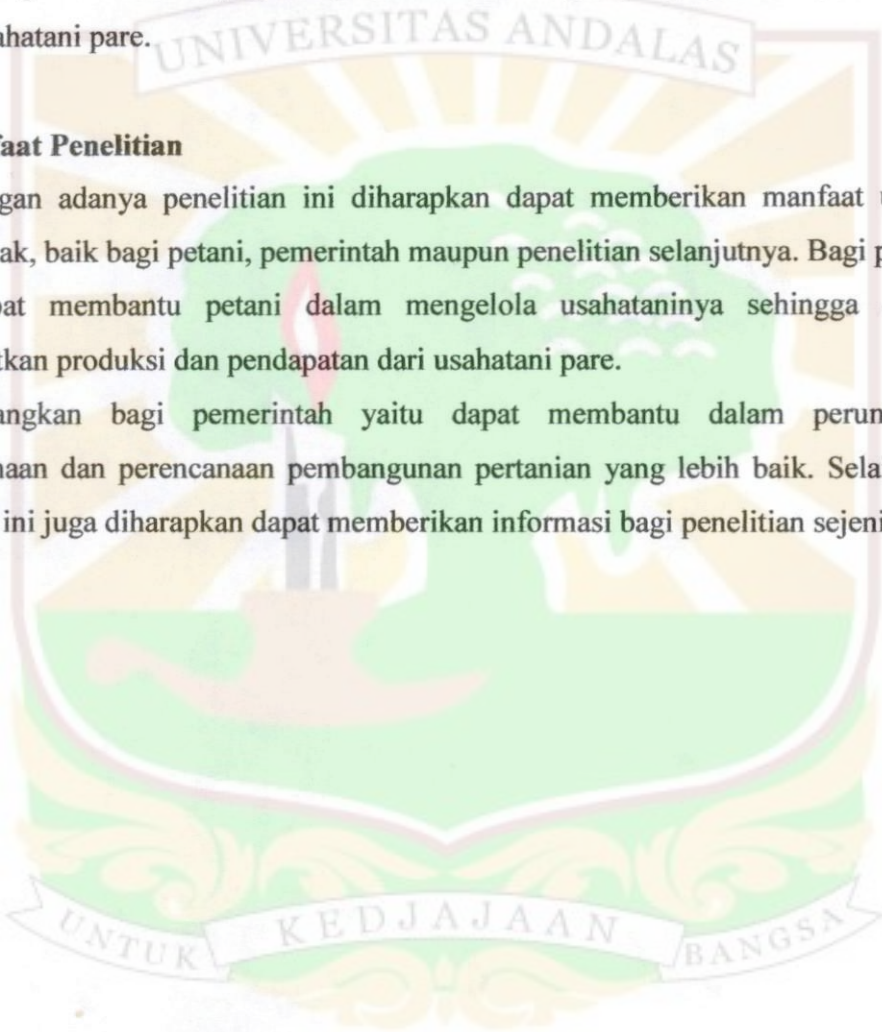 ahatani pare.
UNIVERSITAS ANDALAS
aat Penelitian
gan adanya penelitian ini diharapkan dapat memberikan manfaat
ak, baik bagi petani, pemerintah maupun penelitian selanjutnya. Bagi p
at membantu petani dalam mengelola usahataninya sehingga
tkan produksi dan pendapatan dari usahatani pare.
angkan bagi pemerintah yaitu dapat membantu dalam perun
naan dan perencanaan pembangunan pertanian yang lebih baik. Sela
ini juga diharapkan dapat memberikan informasi bagi penelitian sejeni
UNTUK KEDJAJAAN BANGSA